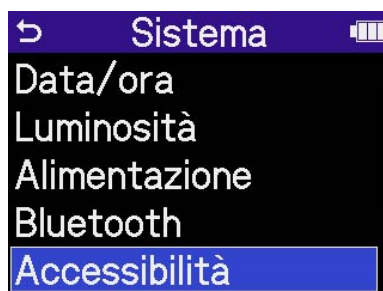 Sistema
Data/ora
Luminosità
Alimentazione
Bluetooth
Accessibilità